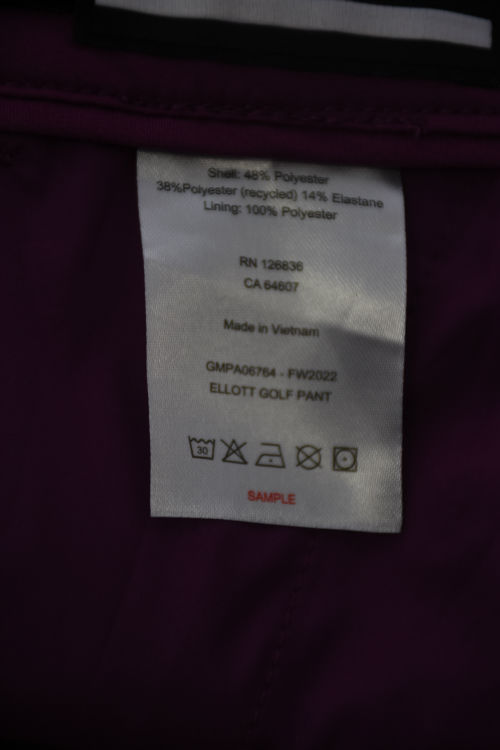 Shell: 48% Polyester
38%Polyester (recycled) 14% Elastane
Lining: 100% Polyester
RN 126836
CA 64607
Made in Vietnam
GMPA06764 - FW2022
ELLOTT GOLF PANT
30
SAMPLE